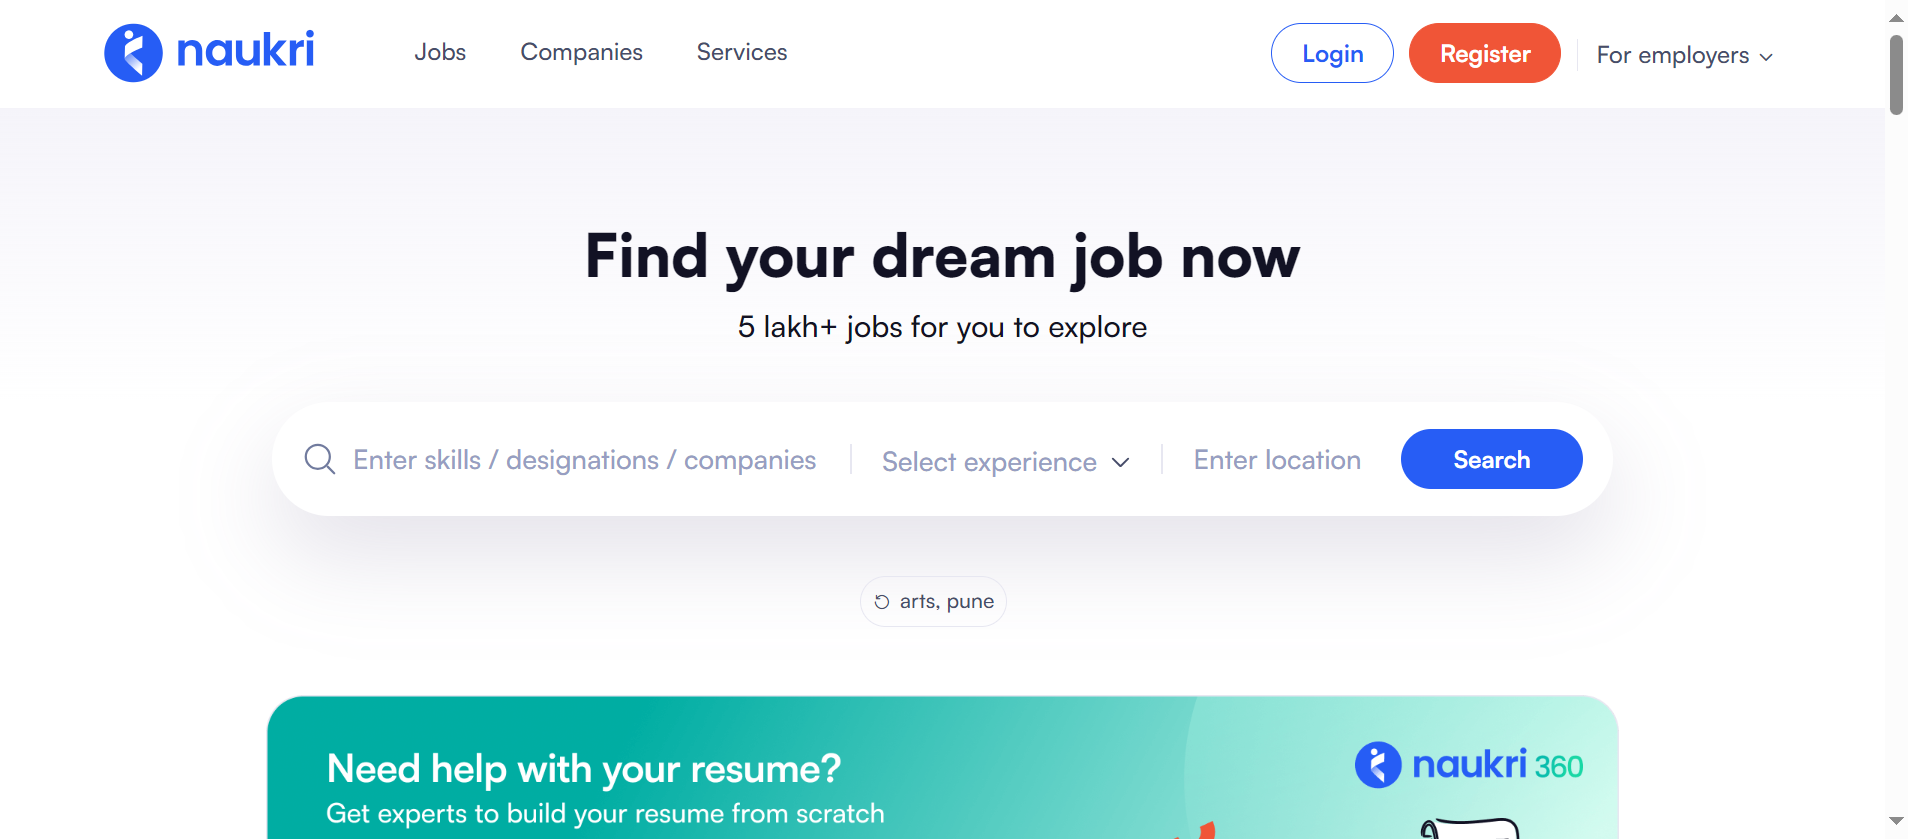 naukri
Jobs
Companies
Services
Login
Register
For employers
Find your dream job now
5 lakh+ jobs for you to explore
Enter skills / designations / companies
Select experience
Enter location
Search
arts, pune
Need help with your resume?
Get experts to build your resume from scratch
naukri 360